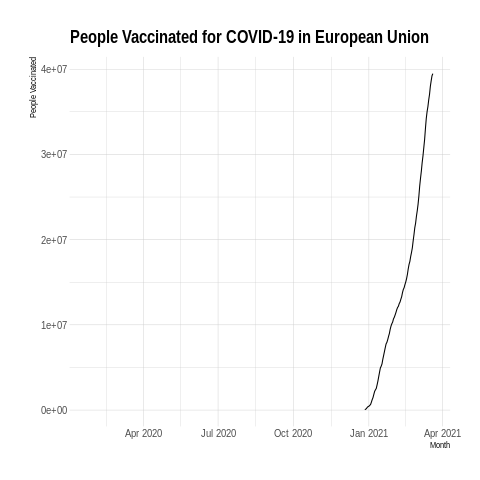 People Vaccinated for COVID-19 in European Union
People Vaccinated
4e+07
3e+07
2e+07
1e+07
0e+00
Apr 2020 Jul 2020 Oct 2020 Jan 2021 Apr 2021
Month